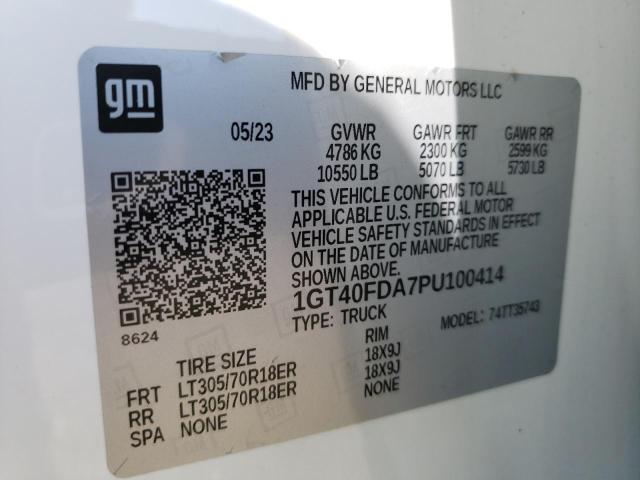 gm
MFD BY GENERAL MOTORS LLC
05/23 GVWR GAWR FRT GAWR RR
4786 KG 2300 KG 2599 KG
10550 LB 5070 LB 5730 LB
THIS VEHICLE CONFORMS TO ALL
APPLICABLE U.S. FEDERAL MOTOR
VEHICLE SAFETY STANDARDS IN EFFECT
ON THE DATE OF MANUFACTURE
SHOWN ABOVE.
1GT40FDA7PU100414
8624
TYPE: TRUCK MODEL: 74TT35743
TIRE SIZE RIM
FRT LT305/70R18ER 18X9J
RR LT305/70R18ER 18X9J
SPA NONE NONE